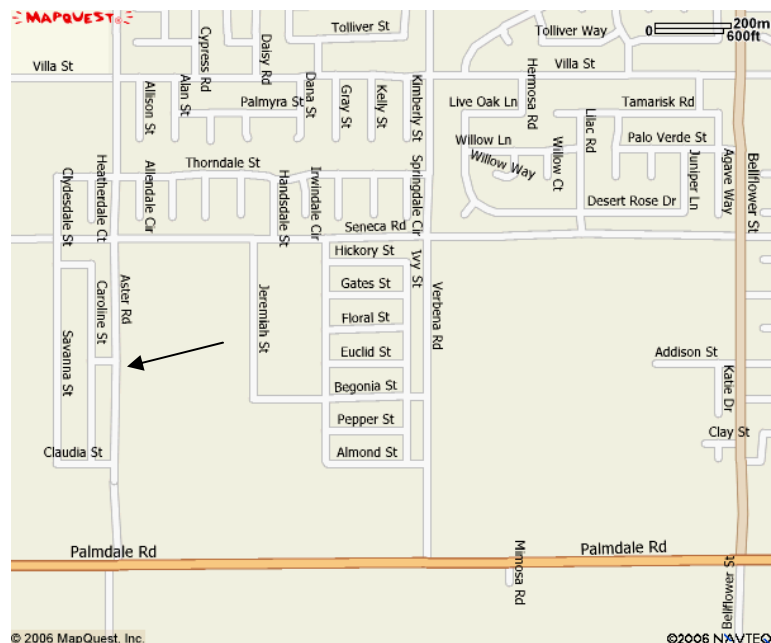 MAPQUEST
Tolliver St
Tolliver Way
0
200m
600ft
Cypress Rd
Daisy Rd
Villa St
Villa St
Allison St
Alan St
Palmyra St
Dana St
Gray St
Kelly St
Kimberly St
Hermosa Rd
Live Oak Ln
Tamarisk Rd
Lilac Rd
Willow Ln
Willow Way
Willow Ct
Palo Verde St
Juniper Ln
Agave Way
Bellflower St
Clydesdale St
Heatherdale Ct
Allendale Cir
Thorndale St
Handsdale St
Irwindale Cir
Springdale Cir
Desert Rose Dr
Seneca Rd
Hickory St
Ivy St
Caroline St
Aster Rd
Jeremiah St
Gates St
Verbena Rd
Floral St
Savanna St
Euclid St
Addison St
Begonia St
Katie Dr
Pepper St
Clay St
Claudia St
Almond St
Palmdale Rd
Mimosa Rd
Palmdale Rd
Bellflower St
© 2006 MapQuest, Inc.
©2006 NAVTEQ